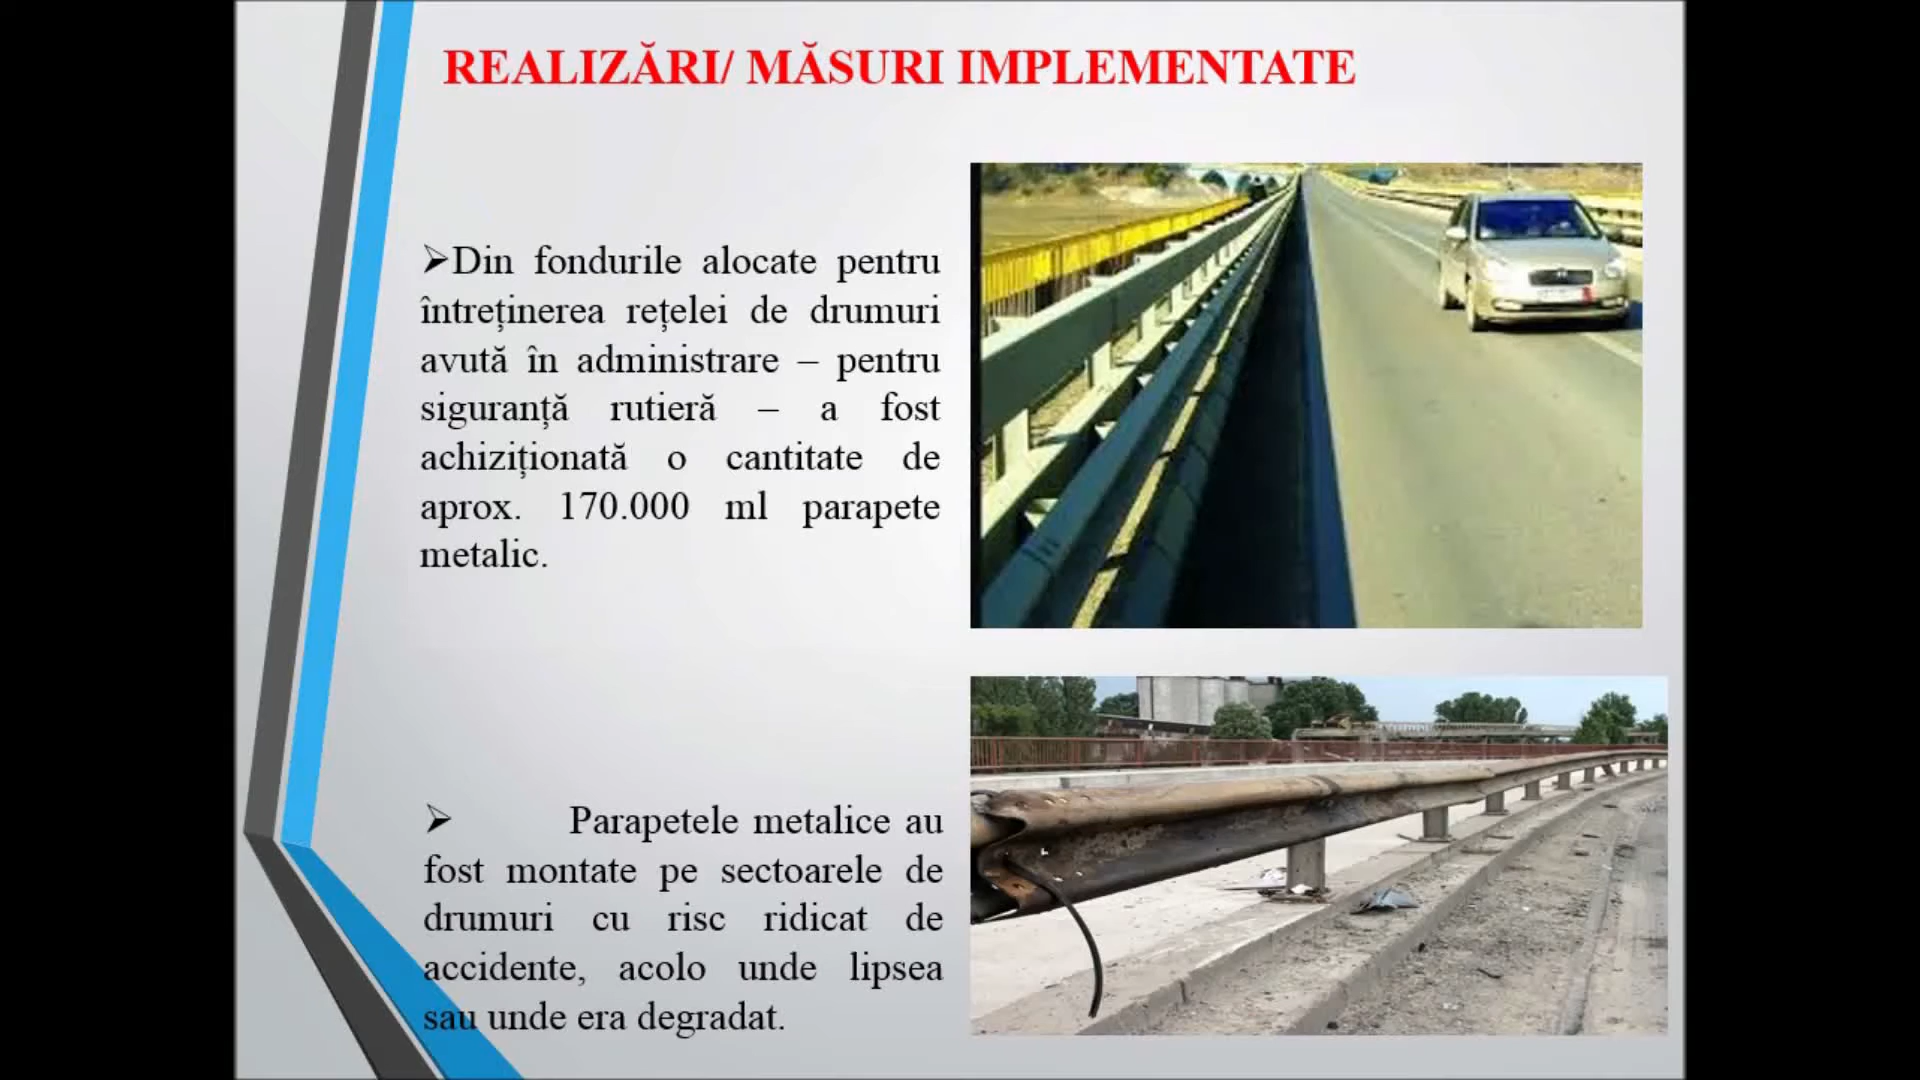 REALIZĂRI/ MĂSURI IMPLEMENTATE
➢Din fondurile alocate pentru
întreținerea rețelei de drumuri
avută în administrare – pentru
siguranță rutieră – a fost
achiziționată o cantitate de
aprox. 170.000 ml parapete
metalic.
➢ Parapetele metalice au
fost montate pe sectoarele de
drumuri cu risc ridicat de
accidente, acolo unde lipsea
sau unde era degradat.